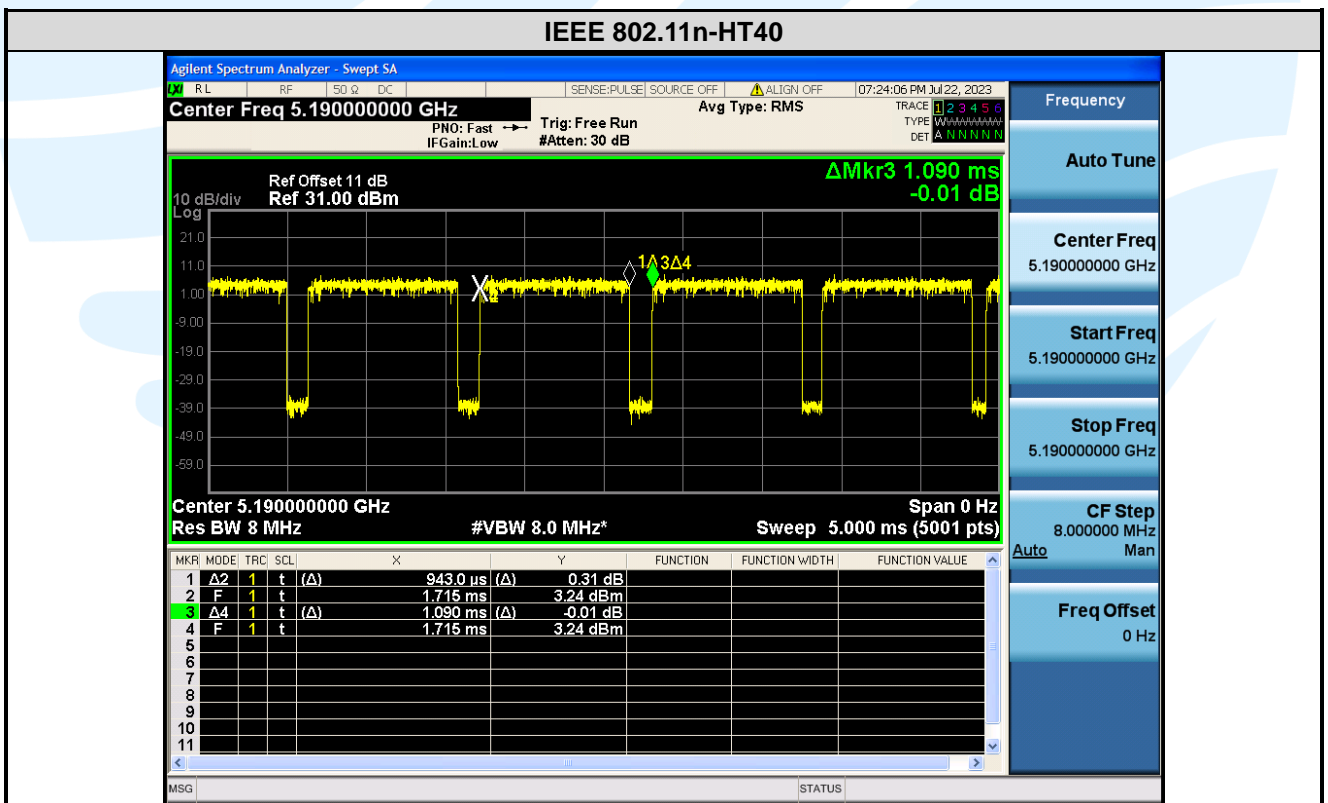 IEEE 802.11n-HT40
Agilent Spectrum Analyzer - Swept SA
LXI RL RF 50 Ω DC SENSE:PULSE SOURCE OFF ALIGN OFF 07:24:06 PM Jul 22, 2023
Center Freq 5.190000000 GHz
PNO: Fast
IFGain:Low
Trig: Free Run
#Atten: 30 dB
Avg Type: RMS
TRACE 1 2 3 4 5 6
TYPE
DET A N N N N N
Frequency
Auto Tune
Center Freq
5.190000000 GHz
Start Freq
5.190000000 GHz
Stop Freq
5.190000000 GHz
CF Step
8.000000 MHz
Auto Man
Freq Offset
0 Hz
ΔMkr3 1.090 ms
-0.01 dB
Ref Offset 11 dB
10 dB/div Ref 31.00 dBm
Log
21.0
11.0
1.00
-9.00
-19.0
-29.0
-39.0
-49.0
-59.0
1Δ 3Δ4
Center 5.190000000 GHz Span 0 Hz
Res BW 8 MHz #VBW 8.0 MHz* Sweep 5.000 ms (5001 pts)
MKR MODE TRC SCL X Y FUNCTION FUNCTION WIDTH FUNCTION VALUE
1 Δ2 1 t (Δ) 943.0 µs (Δ) 0.31 dB
2 F 1 t 1.715 ms 3.24 dBm
3 Δ4 1 t (Δ) 1.090 ms (Δ) -0.01 dB
4 F 1 t 1.715 ms 3.24 dBm
5
6
7
8
9
10
11
MSG STATUS